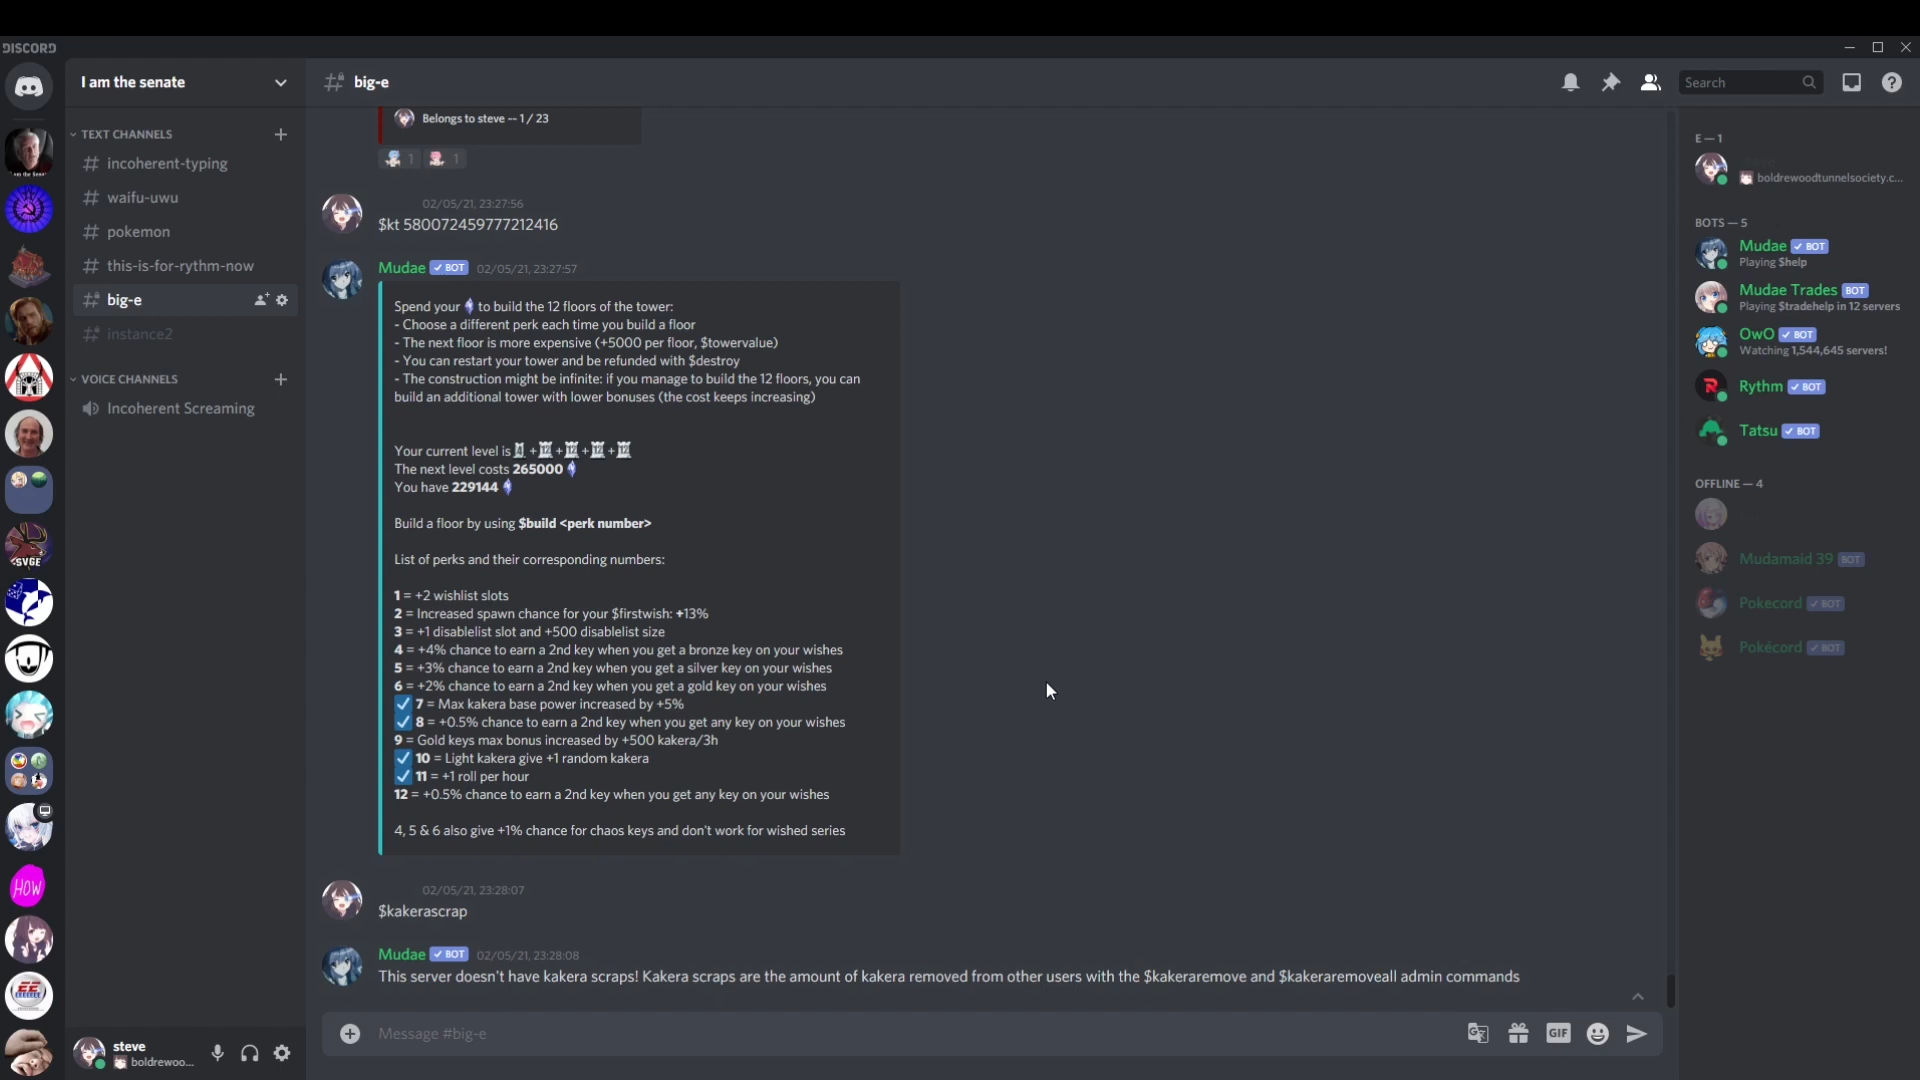 DISCORD
I am the senate
big-e
Search
TEXT CHANNELS
incoherent-typing
waifu-uwu
pokemon
this-is-for-rythm-now
big-e
instance2
VOICE CHANNELS
Incoherent Screaming
steve
boldrewoo...
Belongs to steve -- 1 / 23
1 1
02/05/21, 23:27:56
$kt 580072459777212416
Mudae ✓ BOT 02/05/21, 23:27:57
Spend your to build the 12 floors of the tower:
- Choose a different perk each time you build a floor
- The next floor is more expensive (+5000 per floor, $towervalue)
- You can restart your tower and be refunded with $destroy
- The construction might be infinite: if you manage to build the 12 floors, you can
build an additional tower with lower bonuses (the cost keeps increasing)
Your current level is 4 + 12 + 12 + 12 + 12
The next level costs 265000
You have 229144
Build a floor by using $build <perk number>
List of perks and their corresponding numbers:
1 = +2 wishlist slots
2 = Increased spawn chance for your $firstwish: +13%
3 = +1 disablelist slot and +500 disablelist size
4 = +4% chance to earn a 2nd key when you get a bronze key on your wishes
5 = +3% chance to earn a 2nd key when you get a silver key on your wishes
6 = +2% chance to earn a 2nd key when you get a gold key on your wishes
✓ 7 = Max kakera base power increased by +5%
✓ 8 = +0.5% chance to earn a 2nd key when you get any key on your wishes
9 = Gold keys max bonus increased by +500 kakera/3h
✓ 10 = Light kakera give +1 random kakera
✓ 11 = +1 roll per hour
12 = +0.5% chance to earn a 2nd key when you get any key on your wishes
4, 5 & 6 also give +1% chance for chaos keys and don't work for wished series
02/05/21, 23:28:07
$kakerascrap
Mudae ✓ BOT 02/05/21, 23:28:08
This server doesn't have kakera scraps! Kakera scraps are the amount of kakera removed from other users with the $kakeraremove and $kakeraremoveall admin commands
Message #big-e
GIF
E — 1
boldrewoodtunnelsociety.c...
BOTS — 5
Mudae ✓ BOT
Playing $help
Mudae Trades BOT
Playing $tradehelp in 12 servers
OwO ✓ BOT
Watching 1,544,645 servers!
Rythm ✓ BOT
Tatsu ✓ BOT
OFFLINE — 4
Mudamaid 39 BOT
Pokecord ✓ BOT
Pokécord ✓ BOT
SVGE
HOW
EE